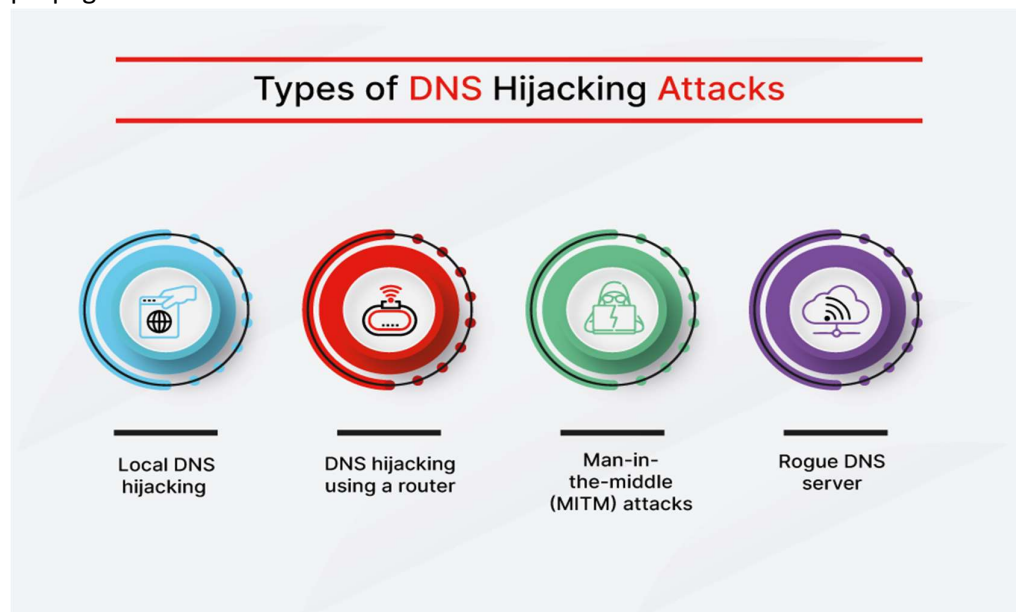 Types of DNS Hijacking Attacks
Local DNS
hijacking
DNS hijacking
using a router
Man-in-
the-middle
(MITM) attacks
Rogue DNS
server